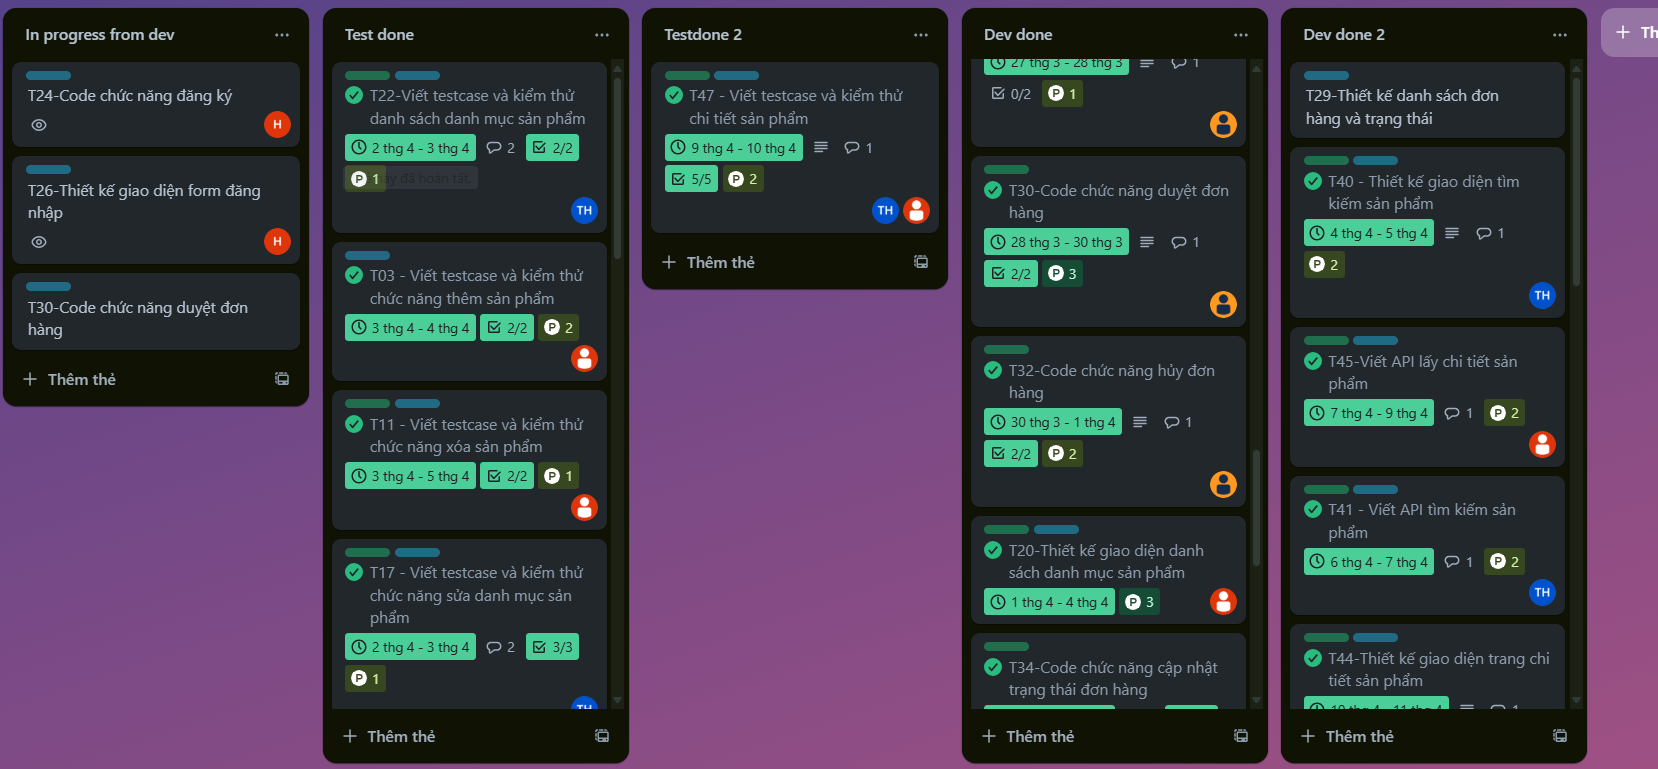 In progress from dev
T24-Code chức năng đăng ký
H
T26-Thiết kế giao diện form đăng
nhập
H
T30-Code chức năng duyệt đơn
hàng
Thêm thẻ
Test done
T22-Viết testcase và kiểm thử
danh sách danh mục sản phẩm
2 thg 4 - 3 thg 4 2 2/2
P 1 này đã hoàn tất.
TH
T03 - Viết testcase và kiểm thử
chức năng thêm sản phẩm
3 thg 4 - 4 thg 4 2/2 P 2
T11 - Viết testcase và kiểm thử
chức năng xóa sản phẩm
3 thg 4 - 5 thg 4 2/2 P 1
T17 - Viết testcase và kiểm thử
chức năng sửa danh mục sản
phẩm
2 thg 4 - 3 thg 4 2 3/3
P 1
TH
Thêm thẻ
Testdone 2
T47 - Viết testcase và kiểm thử
chi tiết sản phẩm
9 thg 4 - 10 thg 4 1
5/5 P 2
TH
Thêm thẻ
Dev done
27 thg 3 - 28 thg 3 1
0/2 P 1
T30-Code chức năng duyệt đơn
hàng
28 thg 3 - 30 thg 3 1
2/2 P 3
T32-Code chức năng hủy đơn
hàng
30 thg 3 - 1 thg 4 1
2/2 P 2
T20-Thiết kế giao diện danh
sách danh mục sản phẩm
1 thg 4 - 4 thg 4 P 3
T34-Code chức năng cập nhật
trạng thái đơn hàng
Thêm thẻ
Dev done 2
T29-Thiết kế danh sách đơn
hàng và trạng thái
T40 - Thiết kế giao diện tìm
kiếm sản phẩm
4 thg 4 - 5 thg 4 1
P 2
TH
T45-Viết API lấy chi tiết sản
phẩm
7 thg 4 - 9 thg 4 1 P 2
T41 - Viết API tìm kiếm sản
phẩm
6 thg 4 - 7 thg 4 1 P 2
TH
T44-Thiết kế giao diện trang chi
tiết sản phẩm
10 thg 4 - 11 thg 4 1
Thêm thẻ
Th